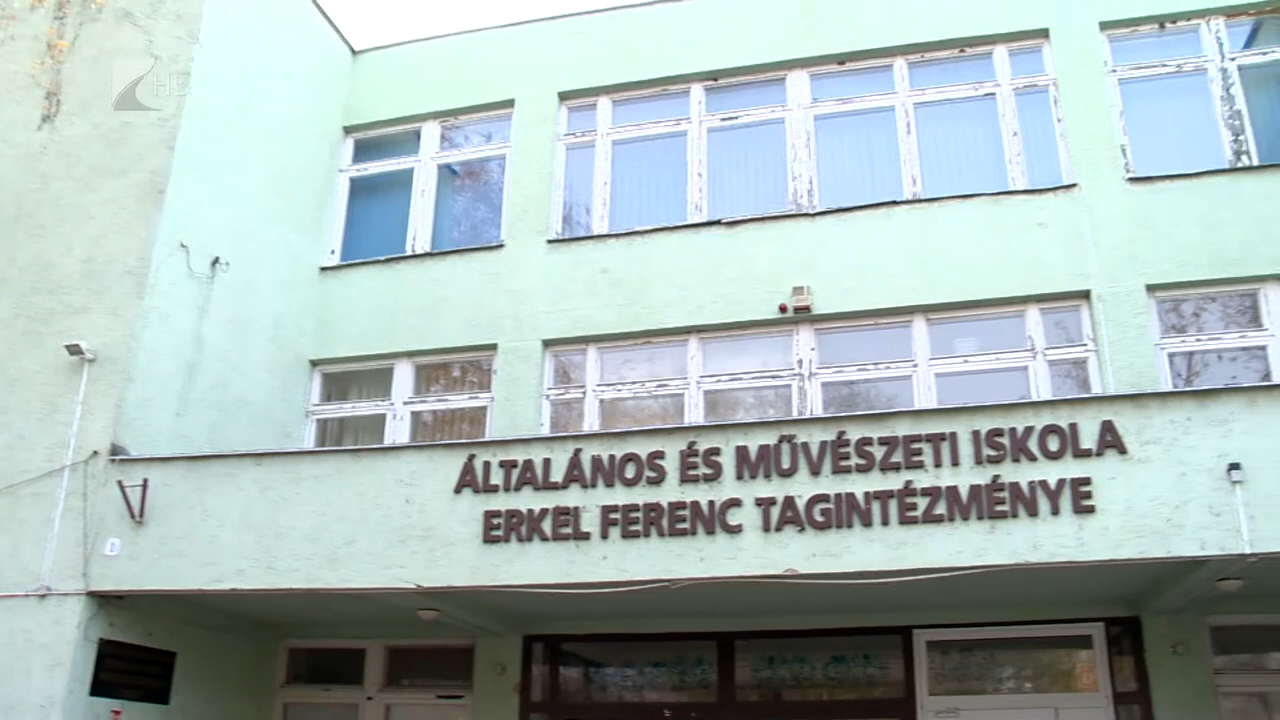 ÁLTALÁNOS ÉS MŰVÉSZETI ISKOLA
ERKEL FERENC TAGINTÉZMÉNYE